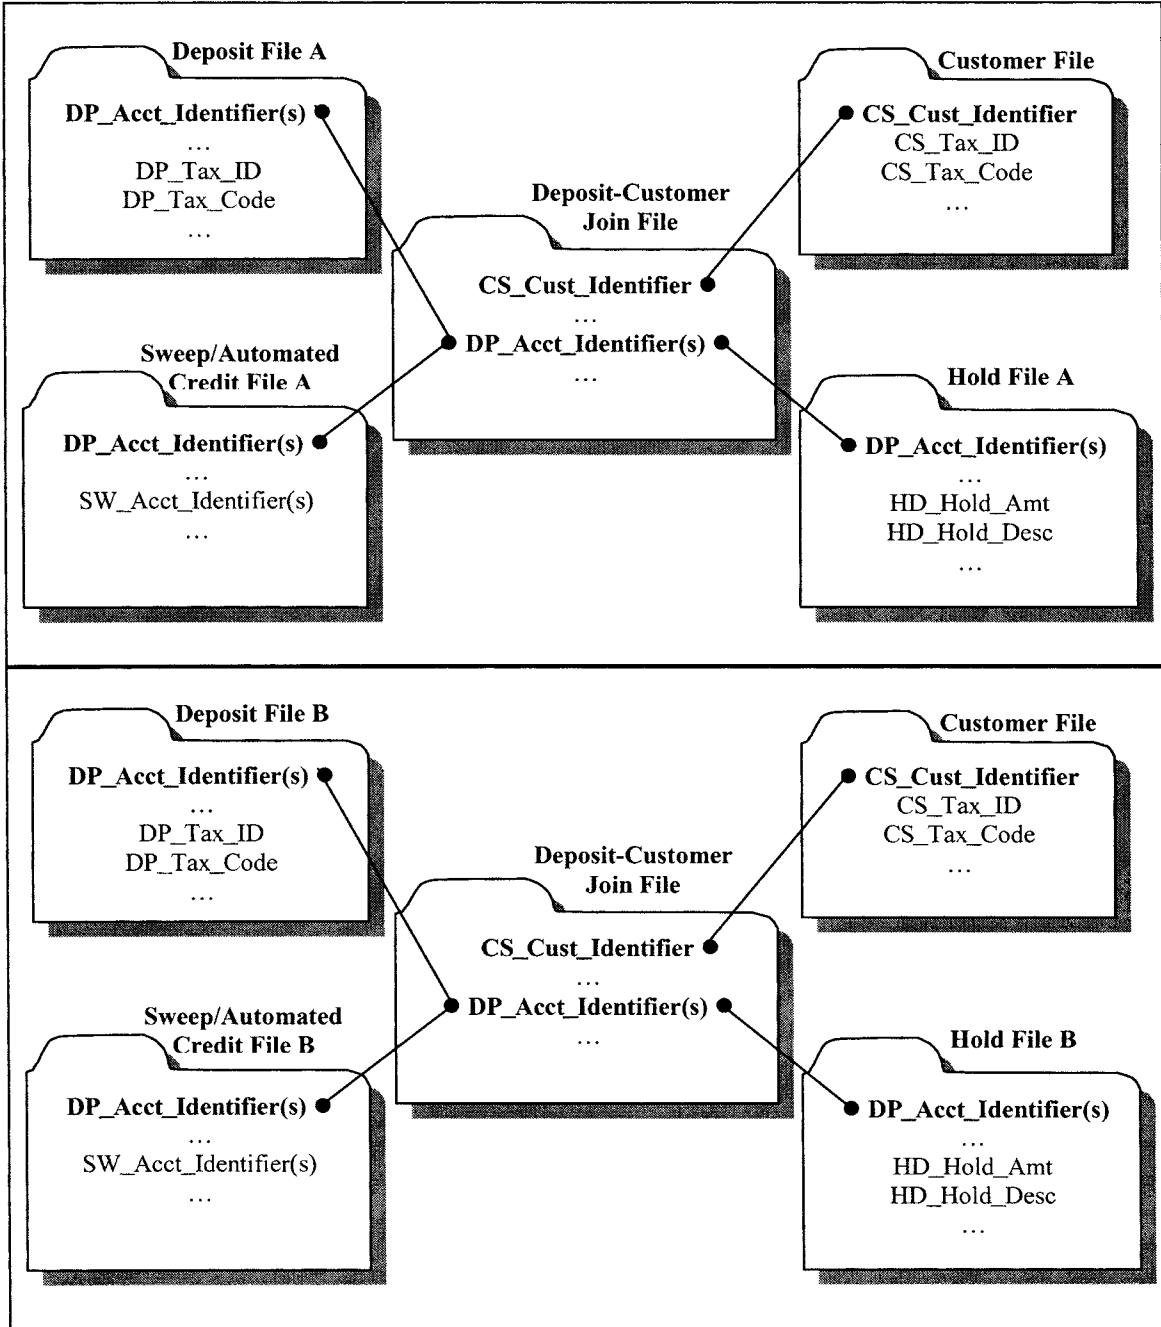 Deposit File A
DP_Acct_Identifier(s)
...
DP_Tax_ID
DP_Tax_Code
...
Customer File
CS_Cust_Identifier
CS_Tax_ID
CS_Tax_Code
...
Deposit-Customer
Join File
CS_Cust_Identifier
...
DP_Acct_Identifier(s)
...
Sweep/Automated
Credit File A
DP_Acct_Identifier(s)
...
SW_Acct_Identifier(s)
...
Hold File A
DP_Acct_Identifier(s)
...
HD_Hold_Amt
HD_Hold_Desc
...
Deposit File B
DP_Acct_Identifier(s)
...
DP_Tax_ID
DP_Tax_Code
...
Customer File
CS_Cust_Identifier
CS_Tax_ID
CS_Tax_Code
...
Deposit-Customer
Join File
CS_Cust_Identifier
...
DP_Acct_Identifier(s)
...
Sweep/Automated
Credit File B
DP_Acct_Identifier(s)
...
SW_Acct_Identifier(s)
...
Hold File B
DP_Acct_Identifier(s)
...
HD_Hold_Amt
HD_Hold_Desc
...